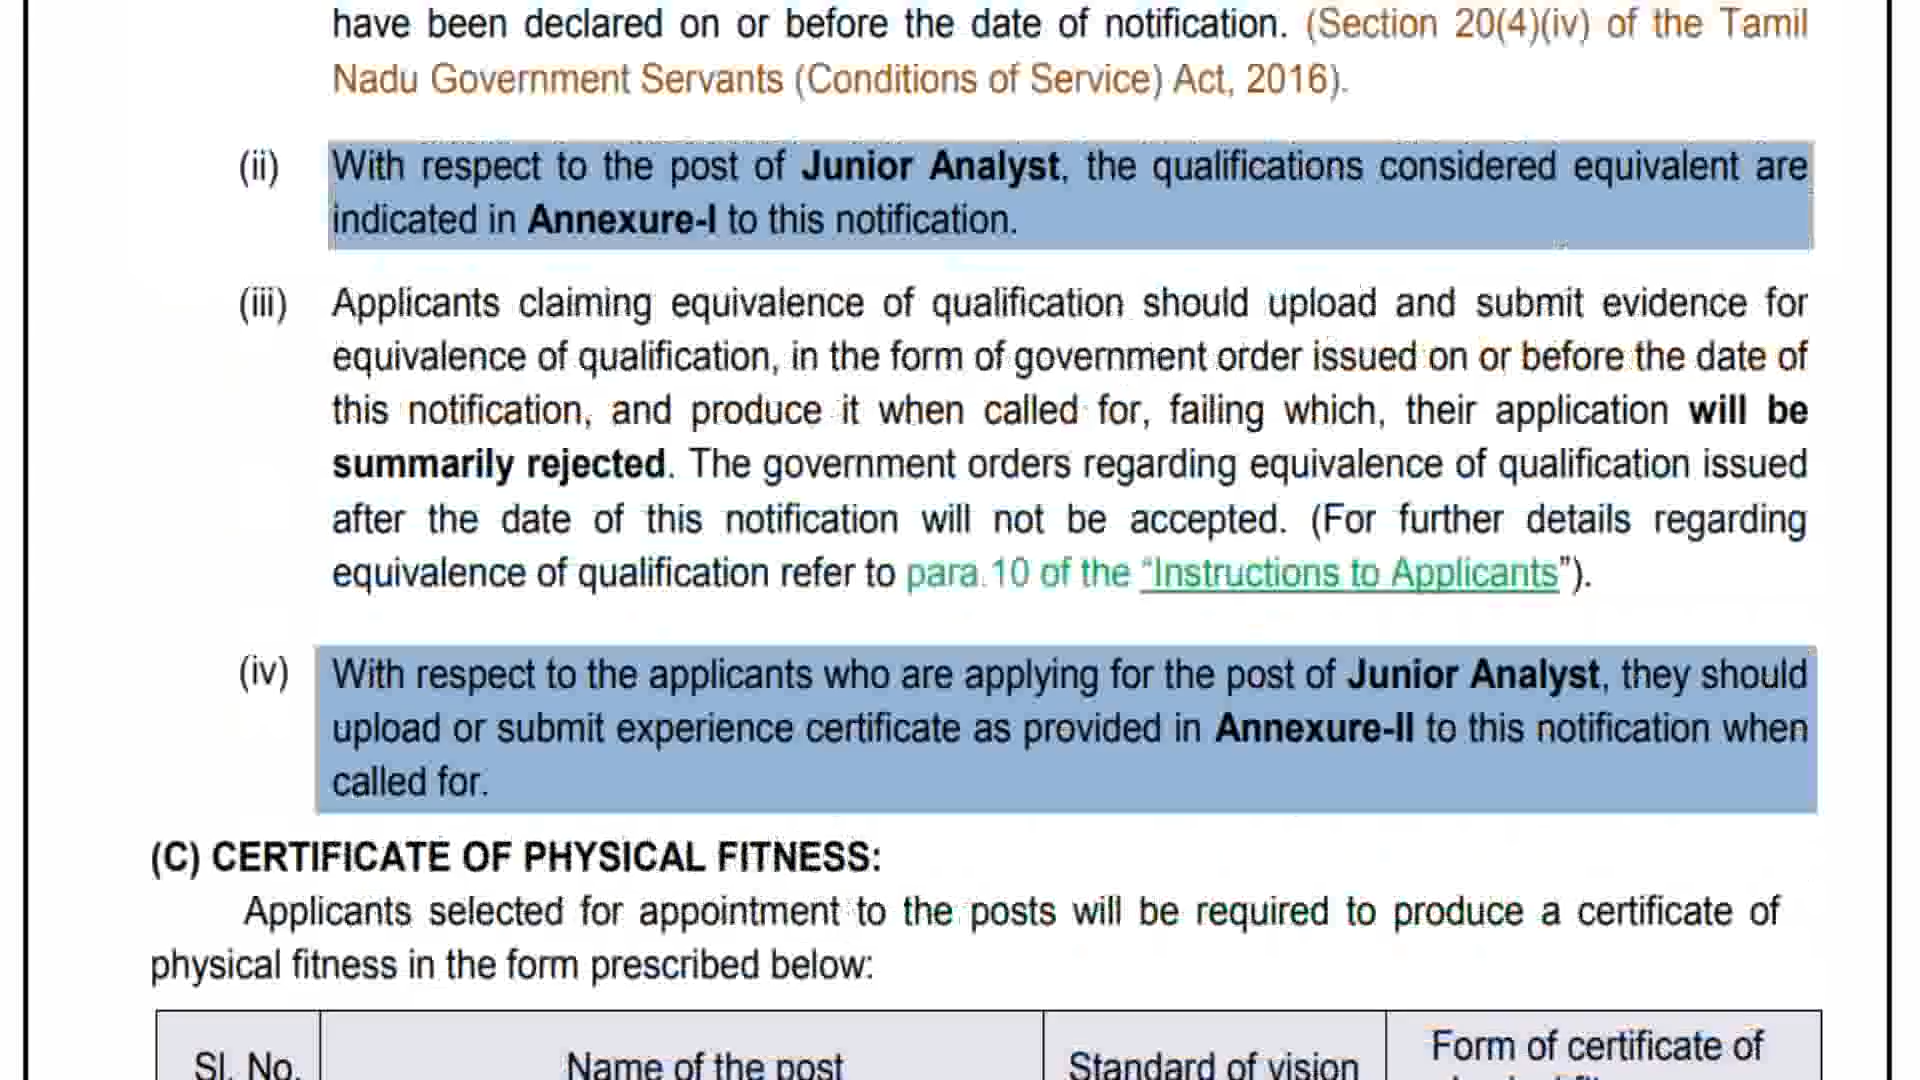 have been declared on or before the date of notification. (Section 20(4)(iv) of the Tamil
Nadu Government Servants (Conditions of Service) Act, 2016).
(ii) With respect to the post of Junior Analyst, the qualifications considered equivalent are
indicated in Annexure-I to this notification.
(iii) Applicants claiming equivalence of qualification should upload and submit evidence for
equivalence of qualification, in the form of government order issued on or before the date of
this notification, and produce it when called for, failing which, their application will be
summarily rejected. The government orders regarding equivalence of qualification issued
after the date of this notification will not be accepted. (For further details regarding
equivalence of qualification refer to para.10 of the “Instructions to Applicants”).
(iv) With respect to the applicants who are applying for the post of Junior Analyst, they should
upload or submit experience certificate as provided in Annexure-II to this notification when
called for.
(C) CERTIFICATE OF PHYSICAL FITNESS:
Applicants selected for appointment to the posts will be required to produce a certificate of
physical fitness in the form prescribed below:
Sl. No. Name of the post Standard of vision Form of certificate of